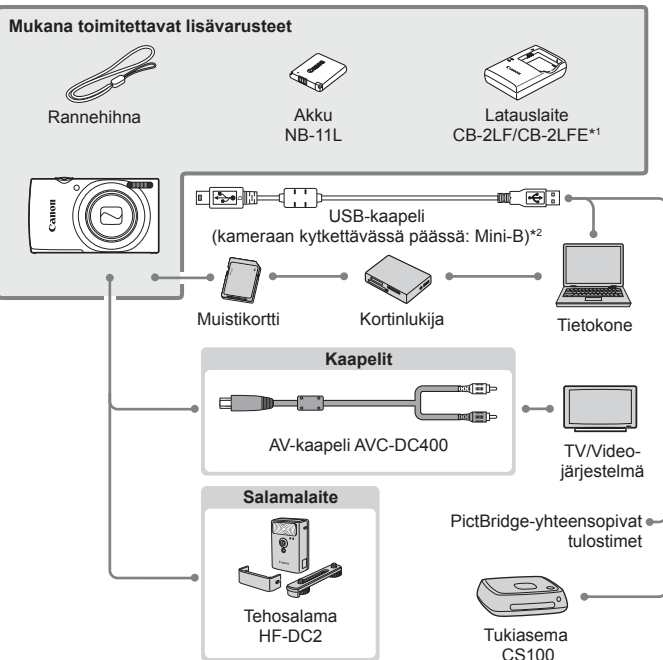 Mukana toimitettavat lisävarusteet
Rannehihna
Akku
NB-11L
Latauslaite
CB-2LF/CB-2LFE*1
Canon
USB-kaapeli
(kameraan kytkettävässä päässä: Mini-B)*2
Muistikortti
Kortinlukija
Tietokone
Kaapelit
AV-kaapeli AVC-DC400
TV/Video-
järjestelmä
Salamalaite
Tehosalama
HF-DC2
PictBridge-yhteensopivat
tulostimet
Tukiasema
CS100